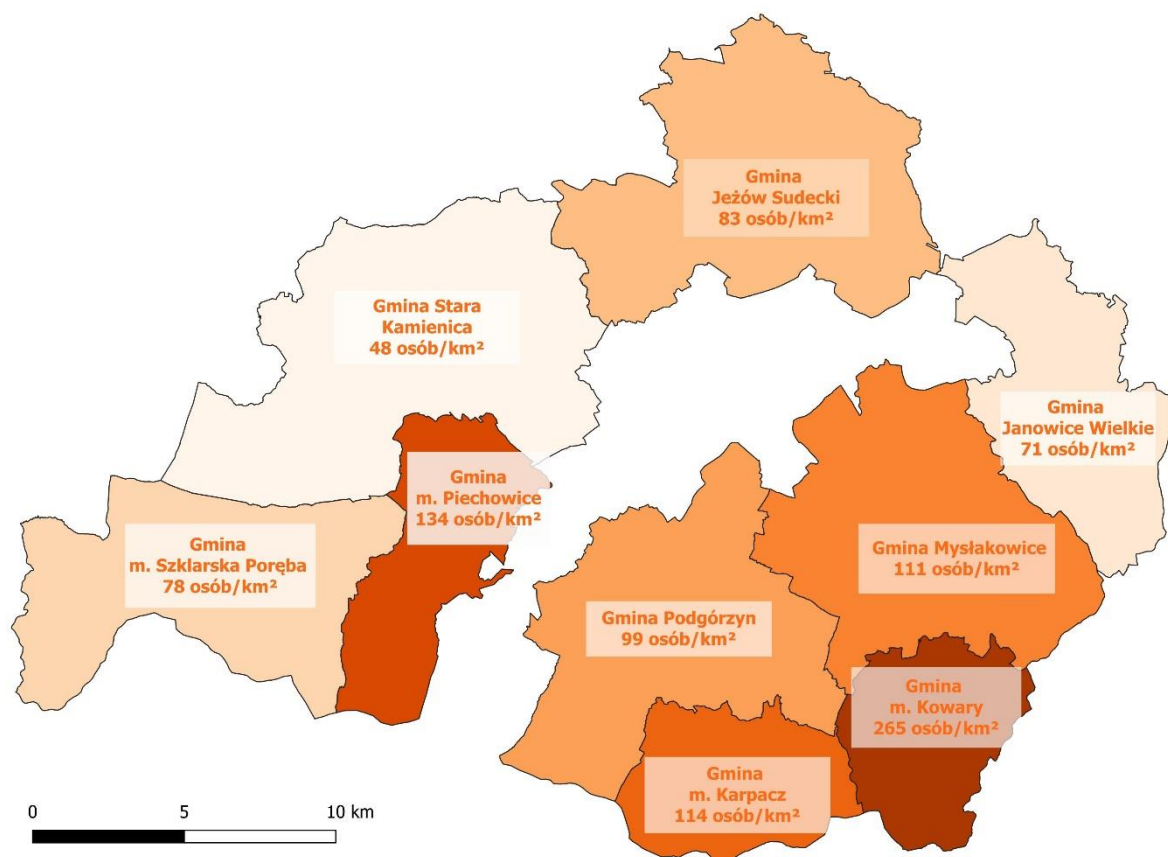 Gmina
Jeżów Sudecki
83 osób/km²
Gmina Stara
Kamienica
48 osób/km²
Gmina
Janowice Wielkie
71 osób/km²
Gmina
m. Piechowice
134 osób/km²
Gmina
m. Szklarska Poręba
78 osób/km²
Gmina Mysłakowice
111 osób/km²
Gmina Podgórzyn
99 osób/km²
Gmina
m. Kowary
265 osób/km²
Gmina
m. Karpacz
114 osób/km²
0 5 10 km